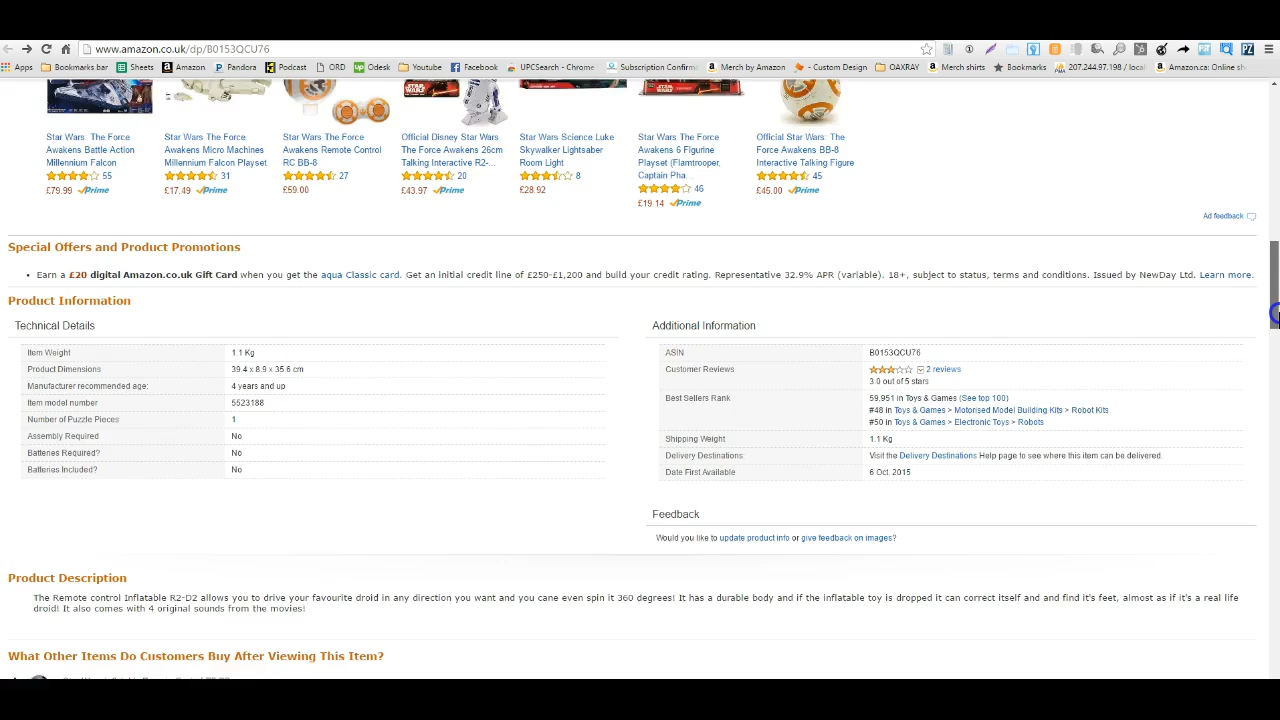 www.amazon.co.uk/dp/B0153QCU76
Apps Bookmarks bar Sheets Amazon Pandora Podcast ORD Odesk Youtube Facebook UPCSearch - Chrome Subscription Confirm Merch by Amazon - Custom Design OAXRAY Merch shirts Bookmarks 207.244.97.198 / local Amazon.ca: Online sh
Star Wars: The Force Awakens Battle Action Millennium Falcon
55
£79.99 Prime
Star Wars The Force Awakens Micro Machines Millennium Falcon Playset
31
£17.49 Prime
Star Wars The Force Awakens Remote Control RC BB-8
27
£59.00
Official Disney Star Wars The Force Awakens 26cm Talking Interactive R2-...
20
£43.97 Prime
Star Wars Science Luke Skywalker Lightsaber Room Light
8
£28.92
Star Wars The Force Awakens 6 Figurine Playset (Flamtrooper, Captain Pha...
46
£19.14 Prime
Official Star Wars: The Force Awakens BB-8 Interactive Talking Figure
45
£45.00 Prime
Ad feedback
Special Offers and Product Promotions
• Earn a £20 digital Amazon.co.uk Gift Card when you get the aqua Classic card. Get an initial credit line of £250-£1,200 and build your credit rating. Representative 32.9% APR (variable). 18+, subject to status, terms and conditions. Issued by NewDay Ltd. Learn more.
Product Information
Technical Details
Item Weight 1.1 Kg
Product Dimensions 39.4 x 8.9 x 35.6 cm
Manufacturer recommended age: 4 years and up
Item model number 5523188
Number of Puzzle Pieces 1
Assembly Required No
Batteries Required? No
Batteries Included? No
Additional Information
ASIN B0153QCU76
Customer Reviews 2 reviews
3.0 out of 5 stars
Best Sellers Rank 59,951 in Toys & Games (See top 100)
#48 in Toys & Games > Motorised Model Building Kits > Robot Kits
#50 in Toys & Games > Electronic Toys > Robots
Shipping Weight 1.1 Kg
Delivery Destinations: Visit the Delivery Destinations Help page to see where this item can be delivered.
Date First Available 6 Oct. 2015
Feedback
Would you like to update product info or give feedback on images?
Product Description
The Remote control Inflatable R2-D2 allows you to drive your favourite droid in any direction you want and you cane even spin it 360 degrees! It has a durable body and if the inflatable toy is dropped it can correct itself and and find it's feet, almost as if it's a real life
droid! It also comes with 4 original sounds from the movies!
What Other Items Do Customers Buy After Viewing This Item?